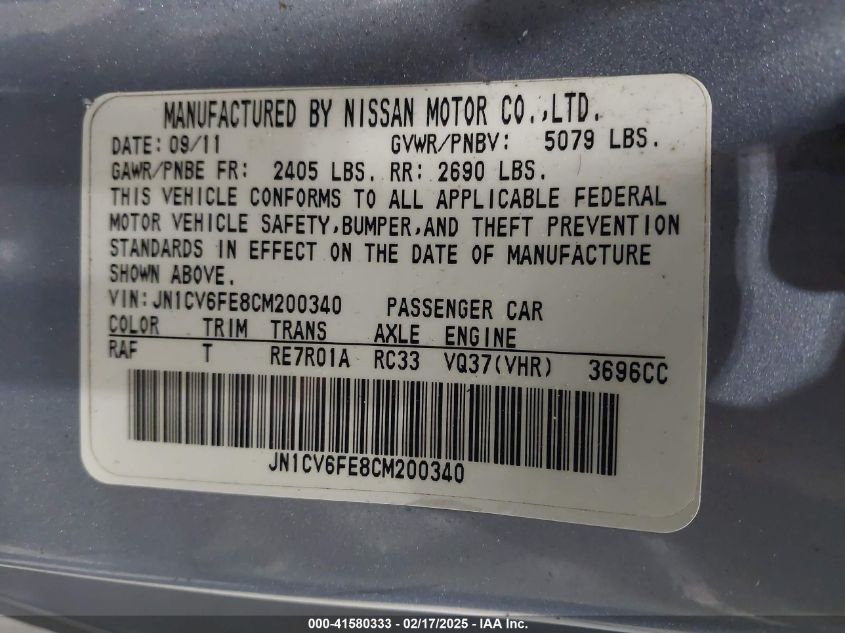 MANUFACTURED BY NISSAN MOTOR CO.,LTD.
DATE: 09/11 GVWR/PNBV: 5079 LBS.
GAWR/PNBE FR: 2405 LBS. RR: 2690 LBS.
THIS VEHICLE CONFORMS TO ALL APPLICABLE FEDERAL
MOTOR VEHICLE SAFETY,BUMPER,AND THEFT PREVENTION
STANDARDS IN EFFECT ON THE DATE OF MANUFACTURE
SHOWN ABOVE.
VIN: JN1CV6FE8CM200340 PASSENGER CAR
COLOR TRIM TRANS AXLE ENGINE
RAF T RE7R01A RC33 VQ37(VHR) 3696CC
JN1CV6FE8CM200340
000-41580333 - 02/17/2025 - IAA Inc.